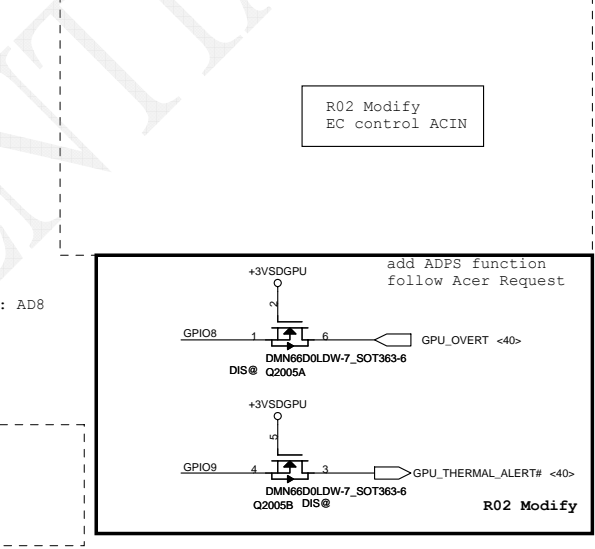 R02 Modify
EC control ACIN
add ADPS function
follow Acer Request
+3VSDGPU
: AD8
2
GPIO8
1
6
GPU_OVERT <40>
DMN66D0LDW-7_SOT363-6
DIS@ Q2005A
+3VSDGPU
5
GPIO9
4
3
GPU_THERMAL_ALERT# <40>
DMN66D0LDW-7_SOT363-6
Q2005B DIS@
R02 Modify